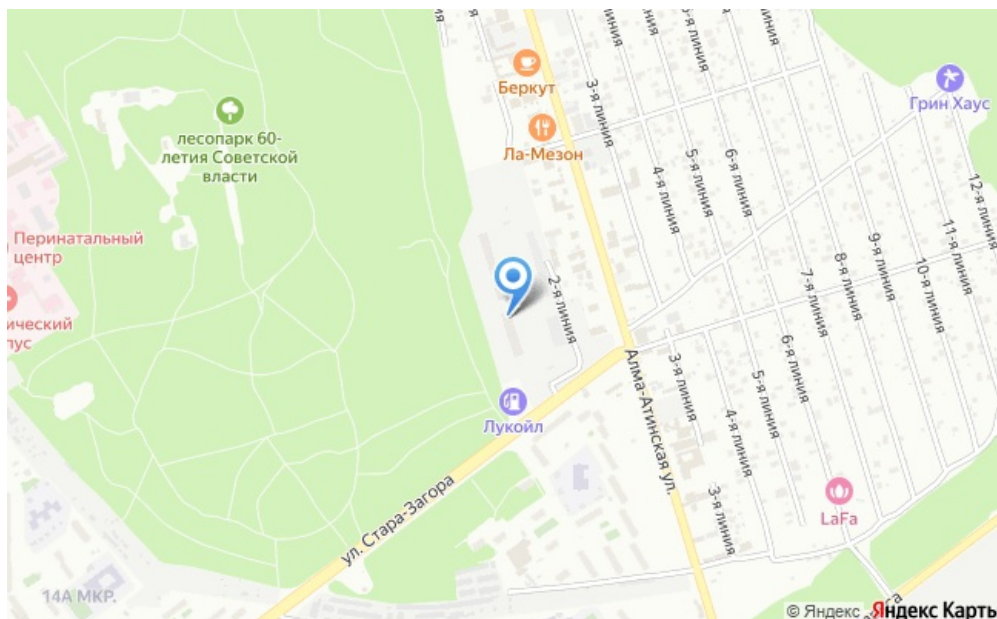 3-я линия
4-я линия
5-я линия
6-я линия
Беркут
Ла-Мезон
Грин Хаус
лесопарк 60-
летия Советской
власти
12-я линия
11-я линия
10-я линия
9-я линия
8-я линия
7-я линия
Перинатальный
центр
2-я линия
Алма-Атинская ул.
3-я линия
6-я линия
5-я линия
4-я линия
Лукойл
ул. Стара-Загора
3-я линия
LaFa
14А МКР.
© Яндекс Яндекс Карты